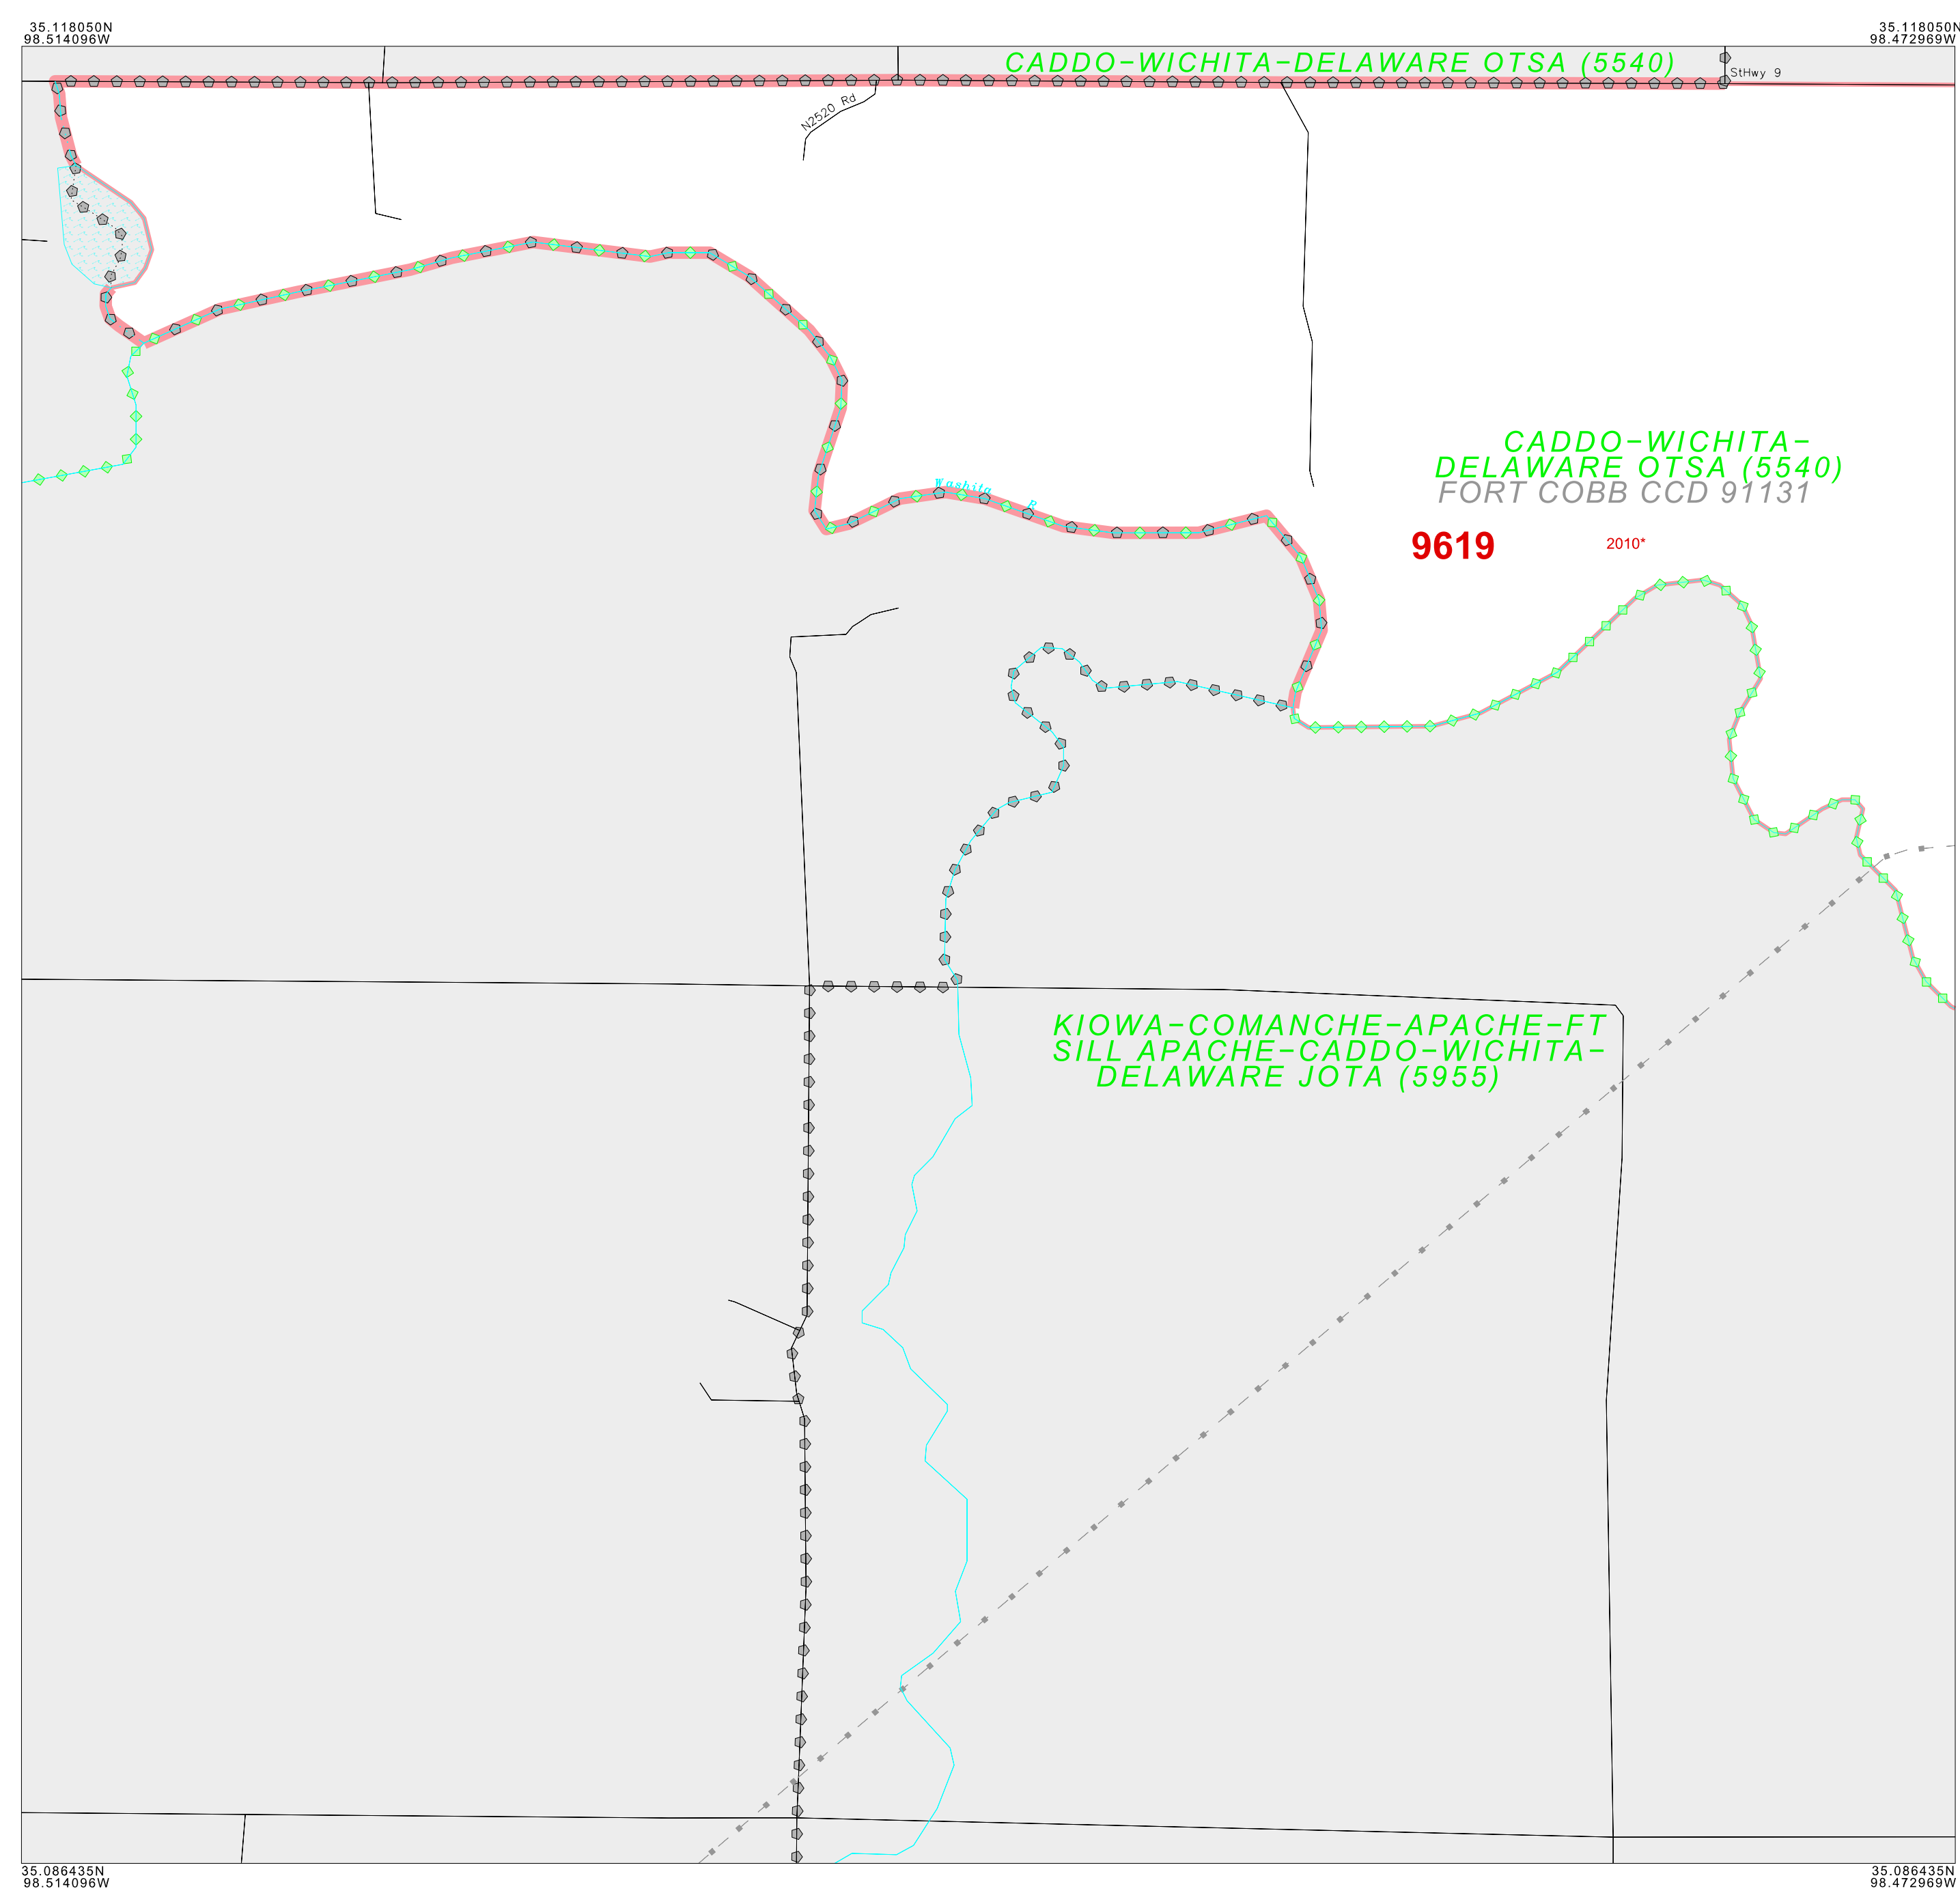 35.118050N
98.514096W
35.118050N
98.472969W
CADDO-WICHITA-DELAWARE OTSA (5540)
StHwy 9
N2520 Rd
CADDO-WICHITA-
DELAWARE OTSA (5540)
FORT COBB CCD 91131
Washita R
9619
2010*
KIOWA-COMANCHE-APACHE-FT
SILL APACHE-CADDO-WICHITA-
DELAWARE JOTA (5955)
35.086435N
98.514096W
35.086435N
98.472969W